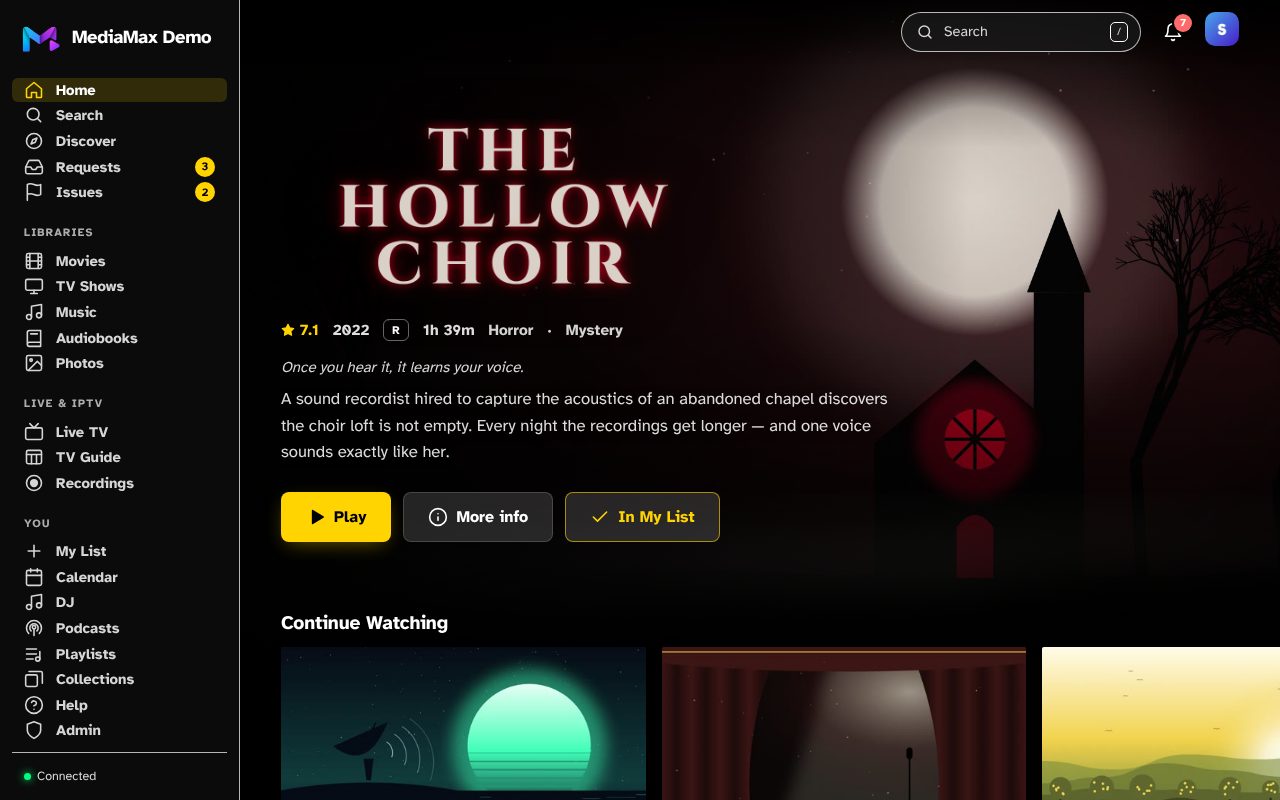 MediaMax Demo
Home
Search
Discover
Requests 3
Issues 2
LIBRARIES
Movies
TV Shows
Music
Audiobooks
Photos
LIVE & IPTV
Live TV
TV Guide
Recordings
YOU
My List
Calendar
DJ
Podcasts
Playlists
Collections
Help
Admin
Connected
Search /
7
S
THE
HOLLOW
CHOIR
7.1 2022 R 1h 39m Horror · Mystery
Once you hear it, it learns your voice.
A sound recordist hired to capture the acoustics of an abandoned chapel discovers
the choir loft is not empty. Every night the recordings get longer — and one voice
sounds exactly like her.
Play
More info
In My List
Continue Watching